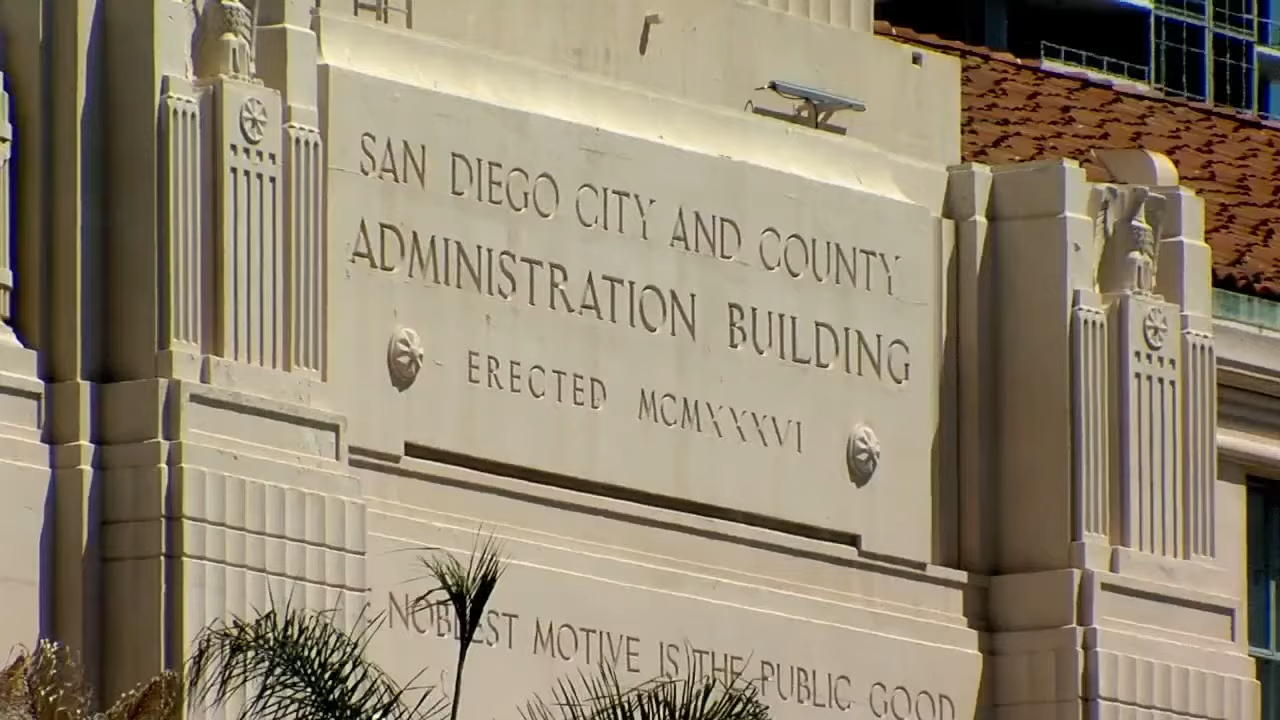 SAN DIEGO CITY AND COUNTY
ADMINISTRATION BUILDING
- ERECTED MCMXXXVI
NOBLEST MOTIVE IS THE PUBLIC GOOD